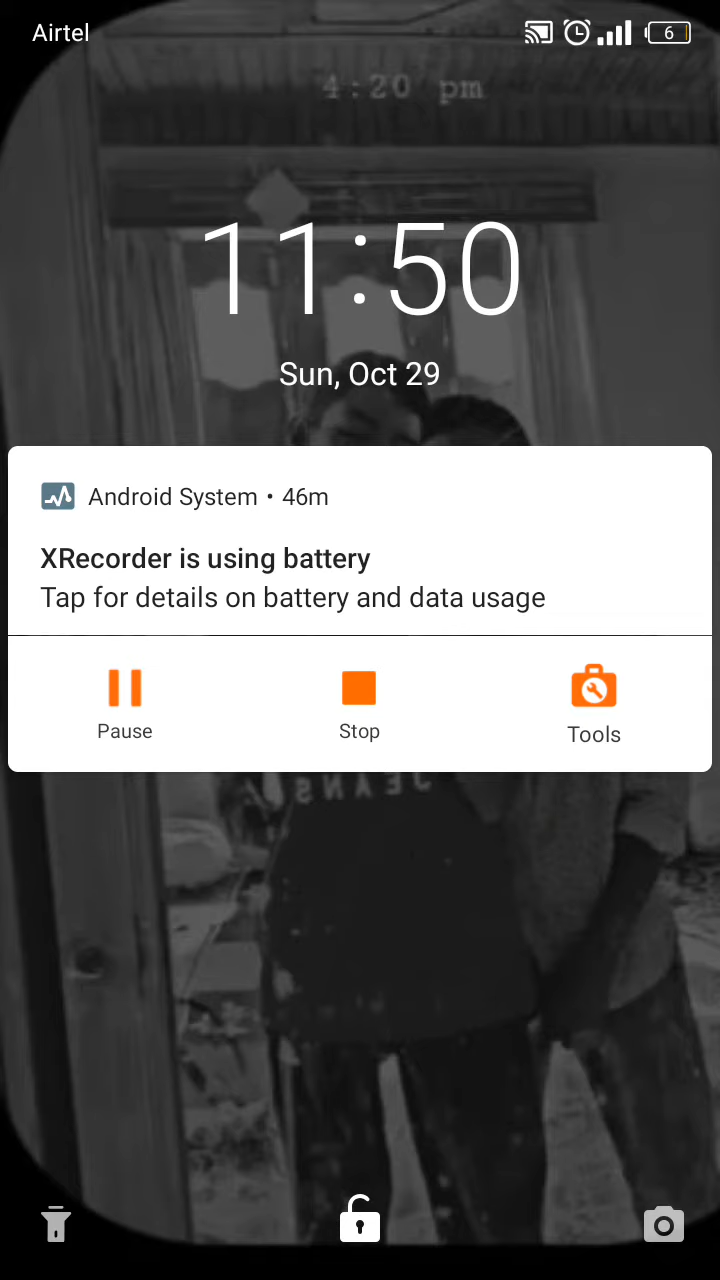 Airtel
6
4:20 pm
11:50
Sun, Oct 29
Android System • 46m
XRecorder is using battery
Tap for details on battery and data usage
Pause
Stop
Tools
JEANS